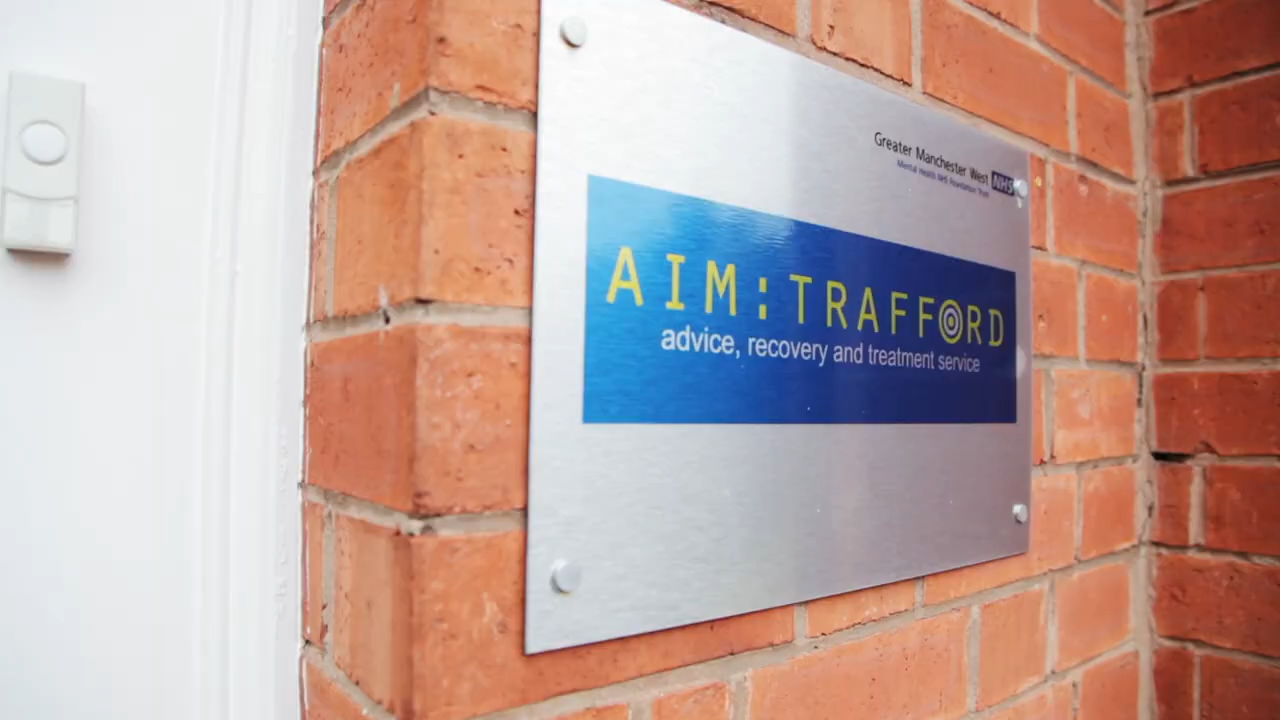 Greater Manchester West NHS
Mental Health NHS Foundation Trust
AIM:TRAFFORD
advice, recovery and treatment service